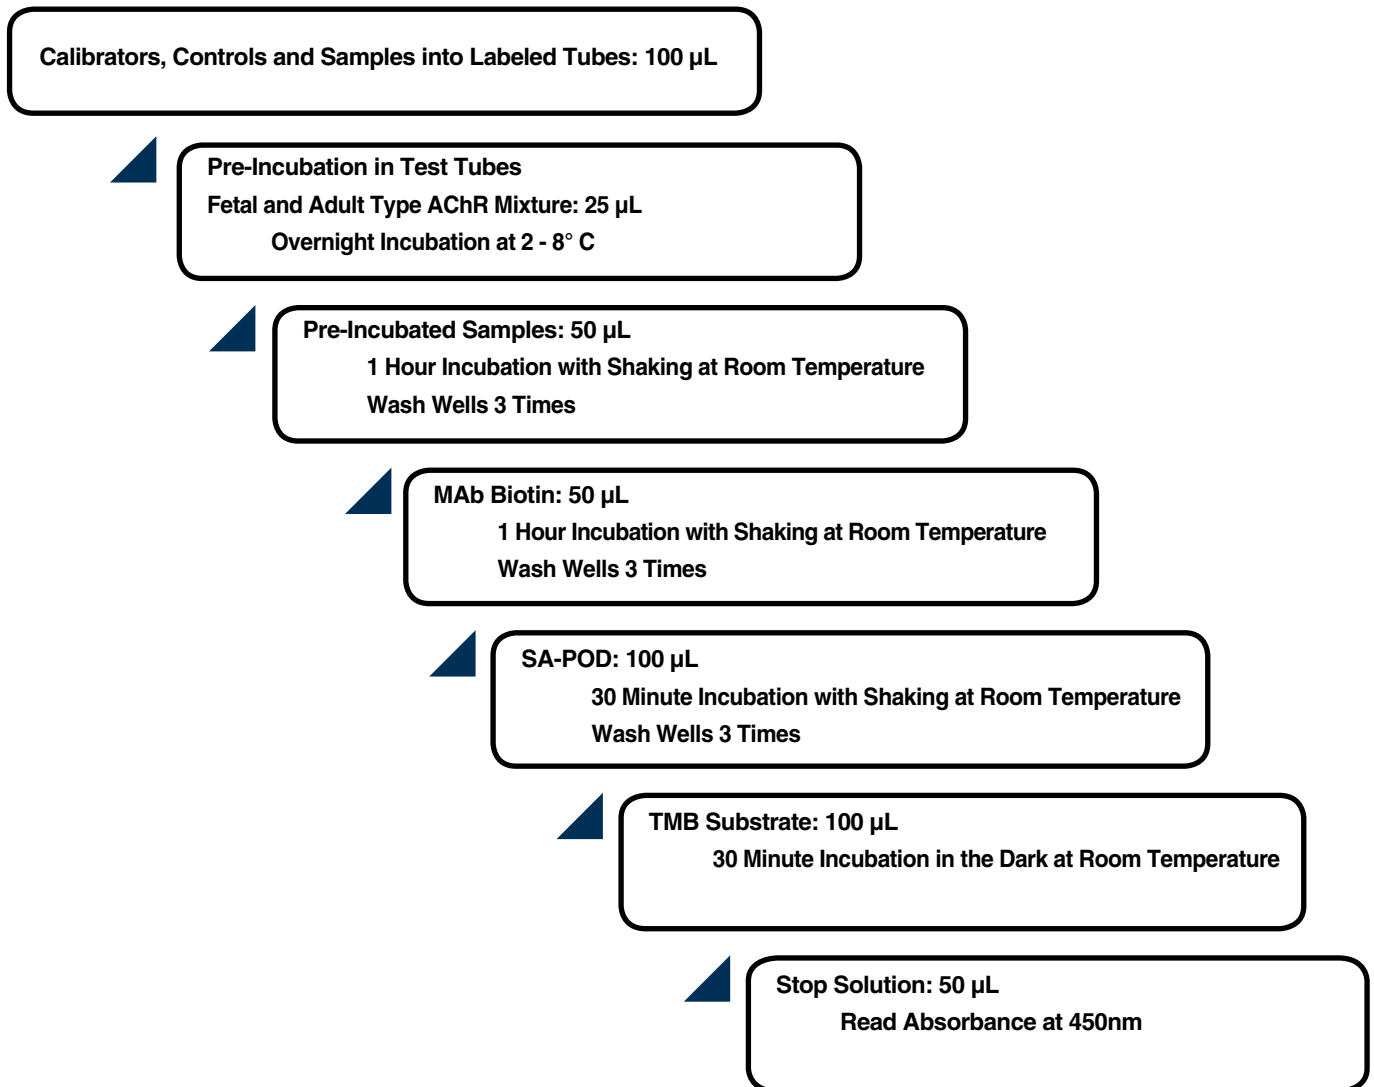 Calibrators, Controls and Samples into Labeled Tubes: 100 µL
Pre-Incubation in Test Tubes
Fetal and Adult Type AChR Mixture: 25 µL
Overnight Incubation at 2 - 8° C
Pre-Incubated Samples: 50 µL
1 Hour Incubation with Shaking at Room Temperature
Wash Wells 3 Times
MAb Biotin: 50 µL
1 Hour Incubation with Shaking at Room Temperature
Wash Wells 3 Times
SA-POD: 100 µL
30 Minute Incubation with Shaking at Room Temperature
Wash Wells 3 Times
TMB Substrate: 100 µL
30 Minute Incubation in the Dark at Room Temperature
Stop Solution: 50 µL
Read Absorbance at 450nm